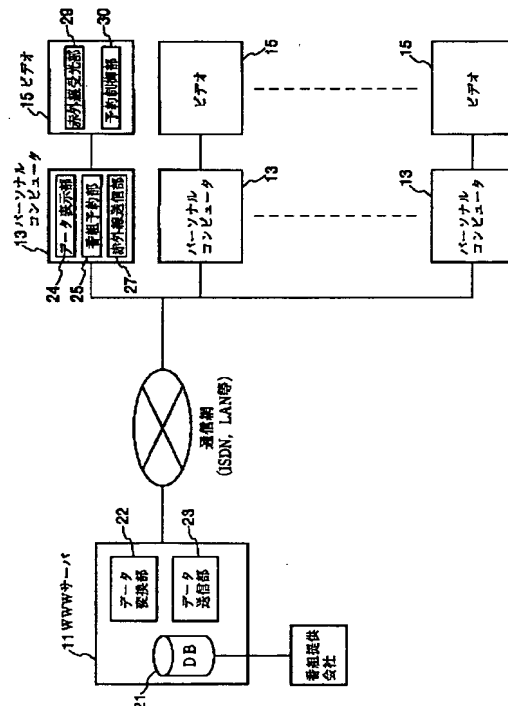 11 WWWサーバ
21
DB
データ
変換部
22
データ
送信部
23
番組提供
会社
通信網
(ISDN, LAN等)
13 パーソナル
コンピュータ
24
データ表示部
25
番組予約部
27
赤外線送信部
15 ビデオ
赤外線受光部
29
予約制御部
30
パーソナル
コンピュータ
13
ビデオ
15
パーソナル
コンピュータ
13
ビデオ
15